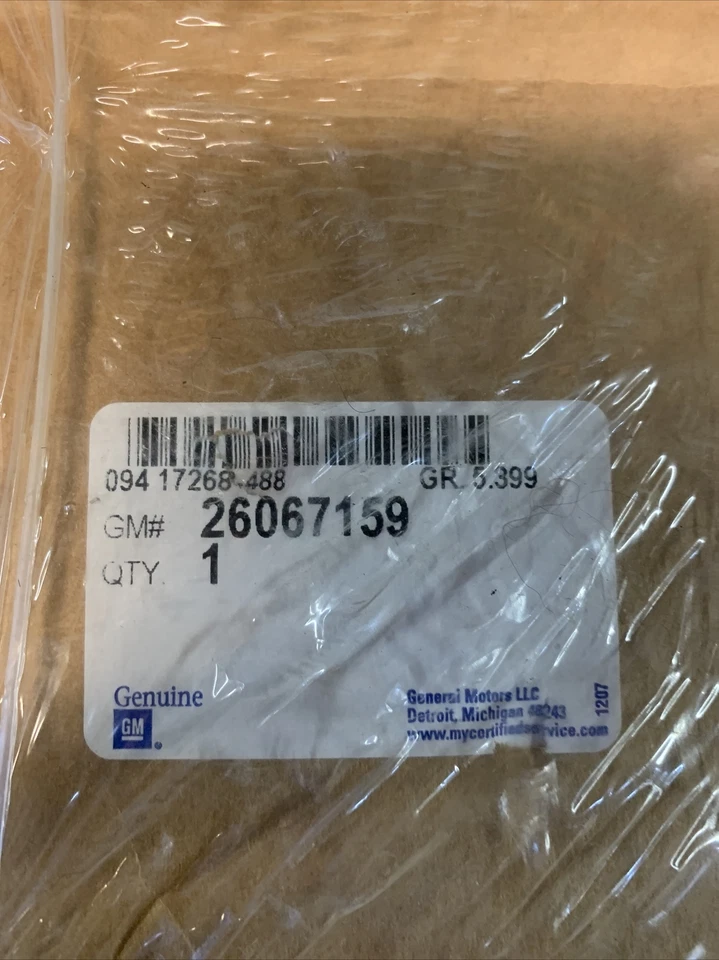 094 17268-488 GR. 5.399
GM# 26067159
QTY. 1
Genuine
GM
General Motors LLC
Detroit, Michigan 48243
www.mycertifiedservice.com
1207